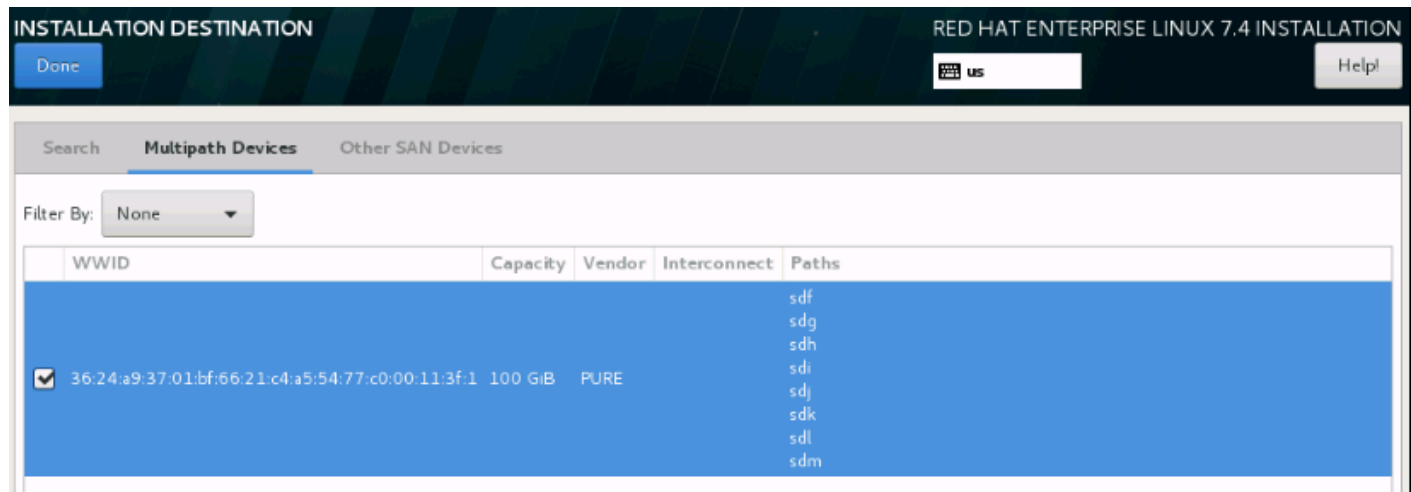 INSTALLATION DESTINATION
RED HAT ENTERPRISE LINUX 7.4 INSTALLATION
Done
us
Help!
Search Multipath Devices Other SAN Devices
Filter By: None
WWID Capacity Vendor Interconnect Paths
sdf
sdg
sdh
36:24:a9:37:01:bf:66:21:c4:a5:54:77:c0:00:11:3f:1 100 GiB PURE
sdi
sdj
sdk
sdl
sdm